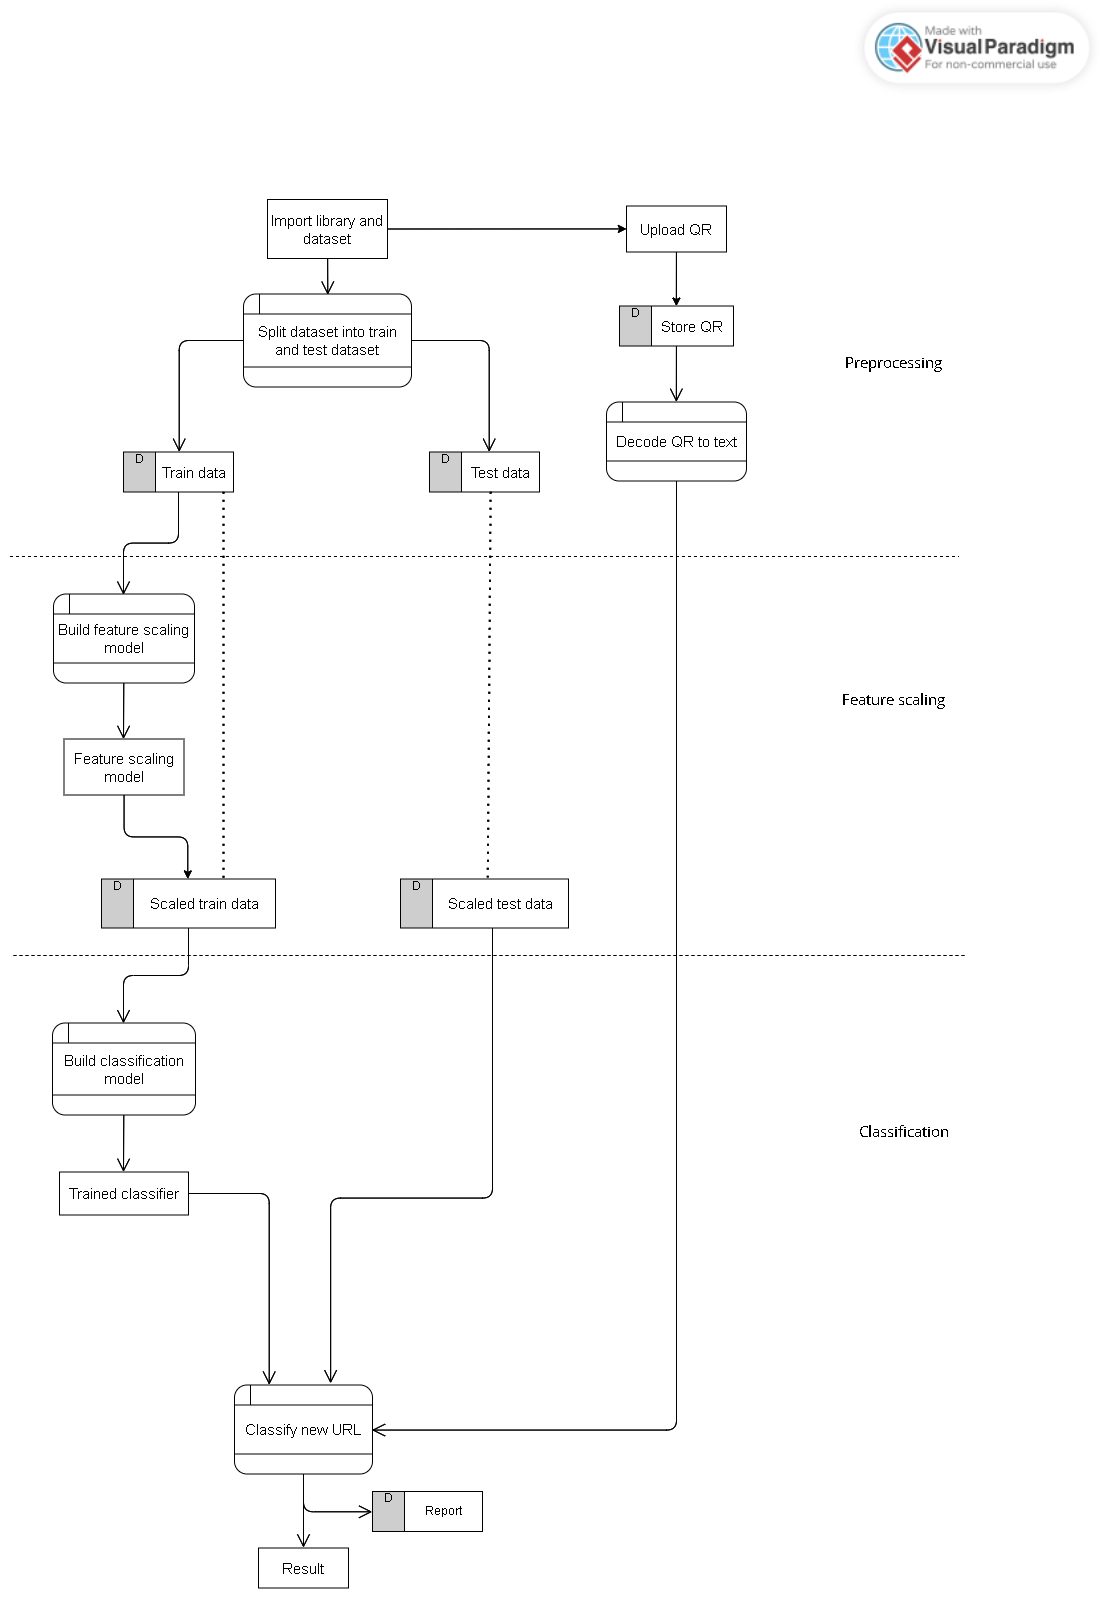 Made with
Visual Paradigm
For non-commercial use
Import library and
dataset
Upload QR
Split dataset into train
and test dataset
D
Store QR
Preprocessing
Decode QR to text
D
Train data
D
Test data
Build feature scaling
model
Feature scaling
Feature scaling
model
D
Scaled train data
D
Scaled test data
Build classification
model
Classification
Trained classifier
Classify new URL
D
Report
Result